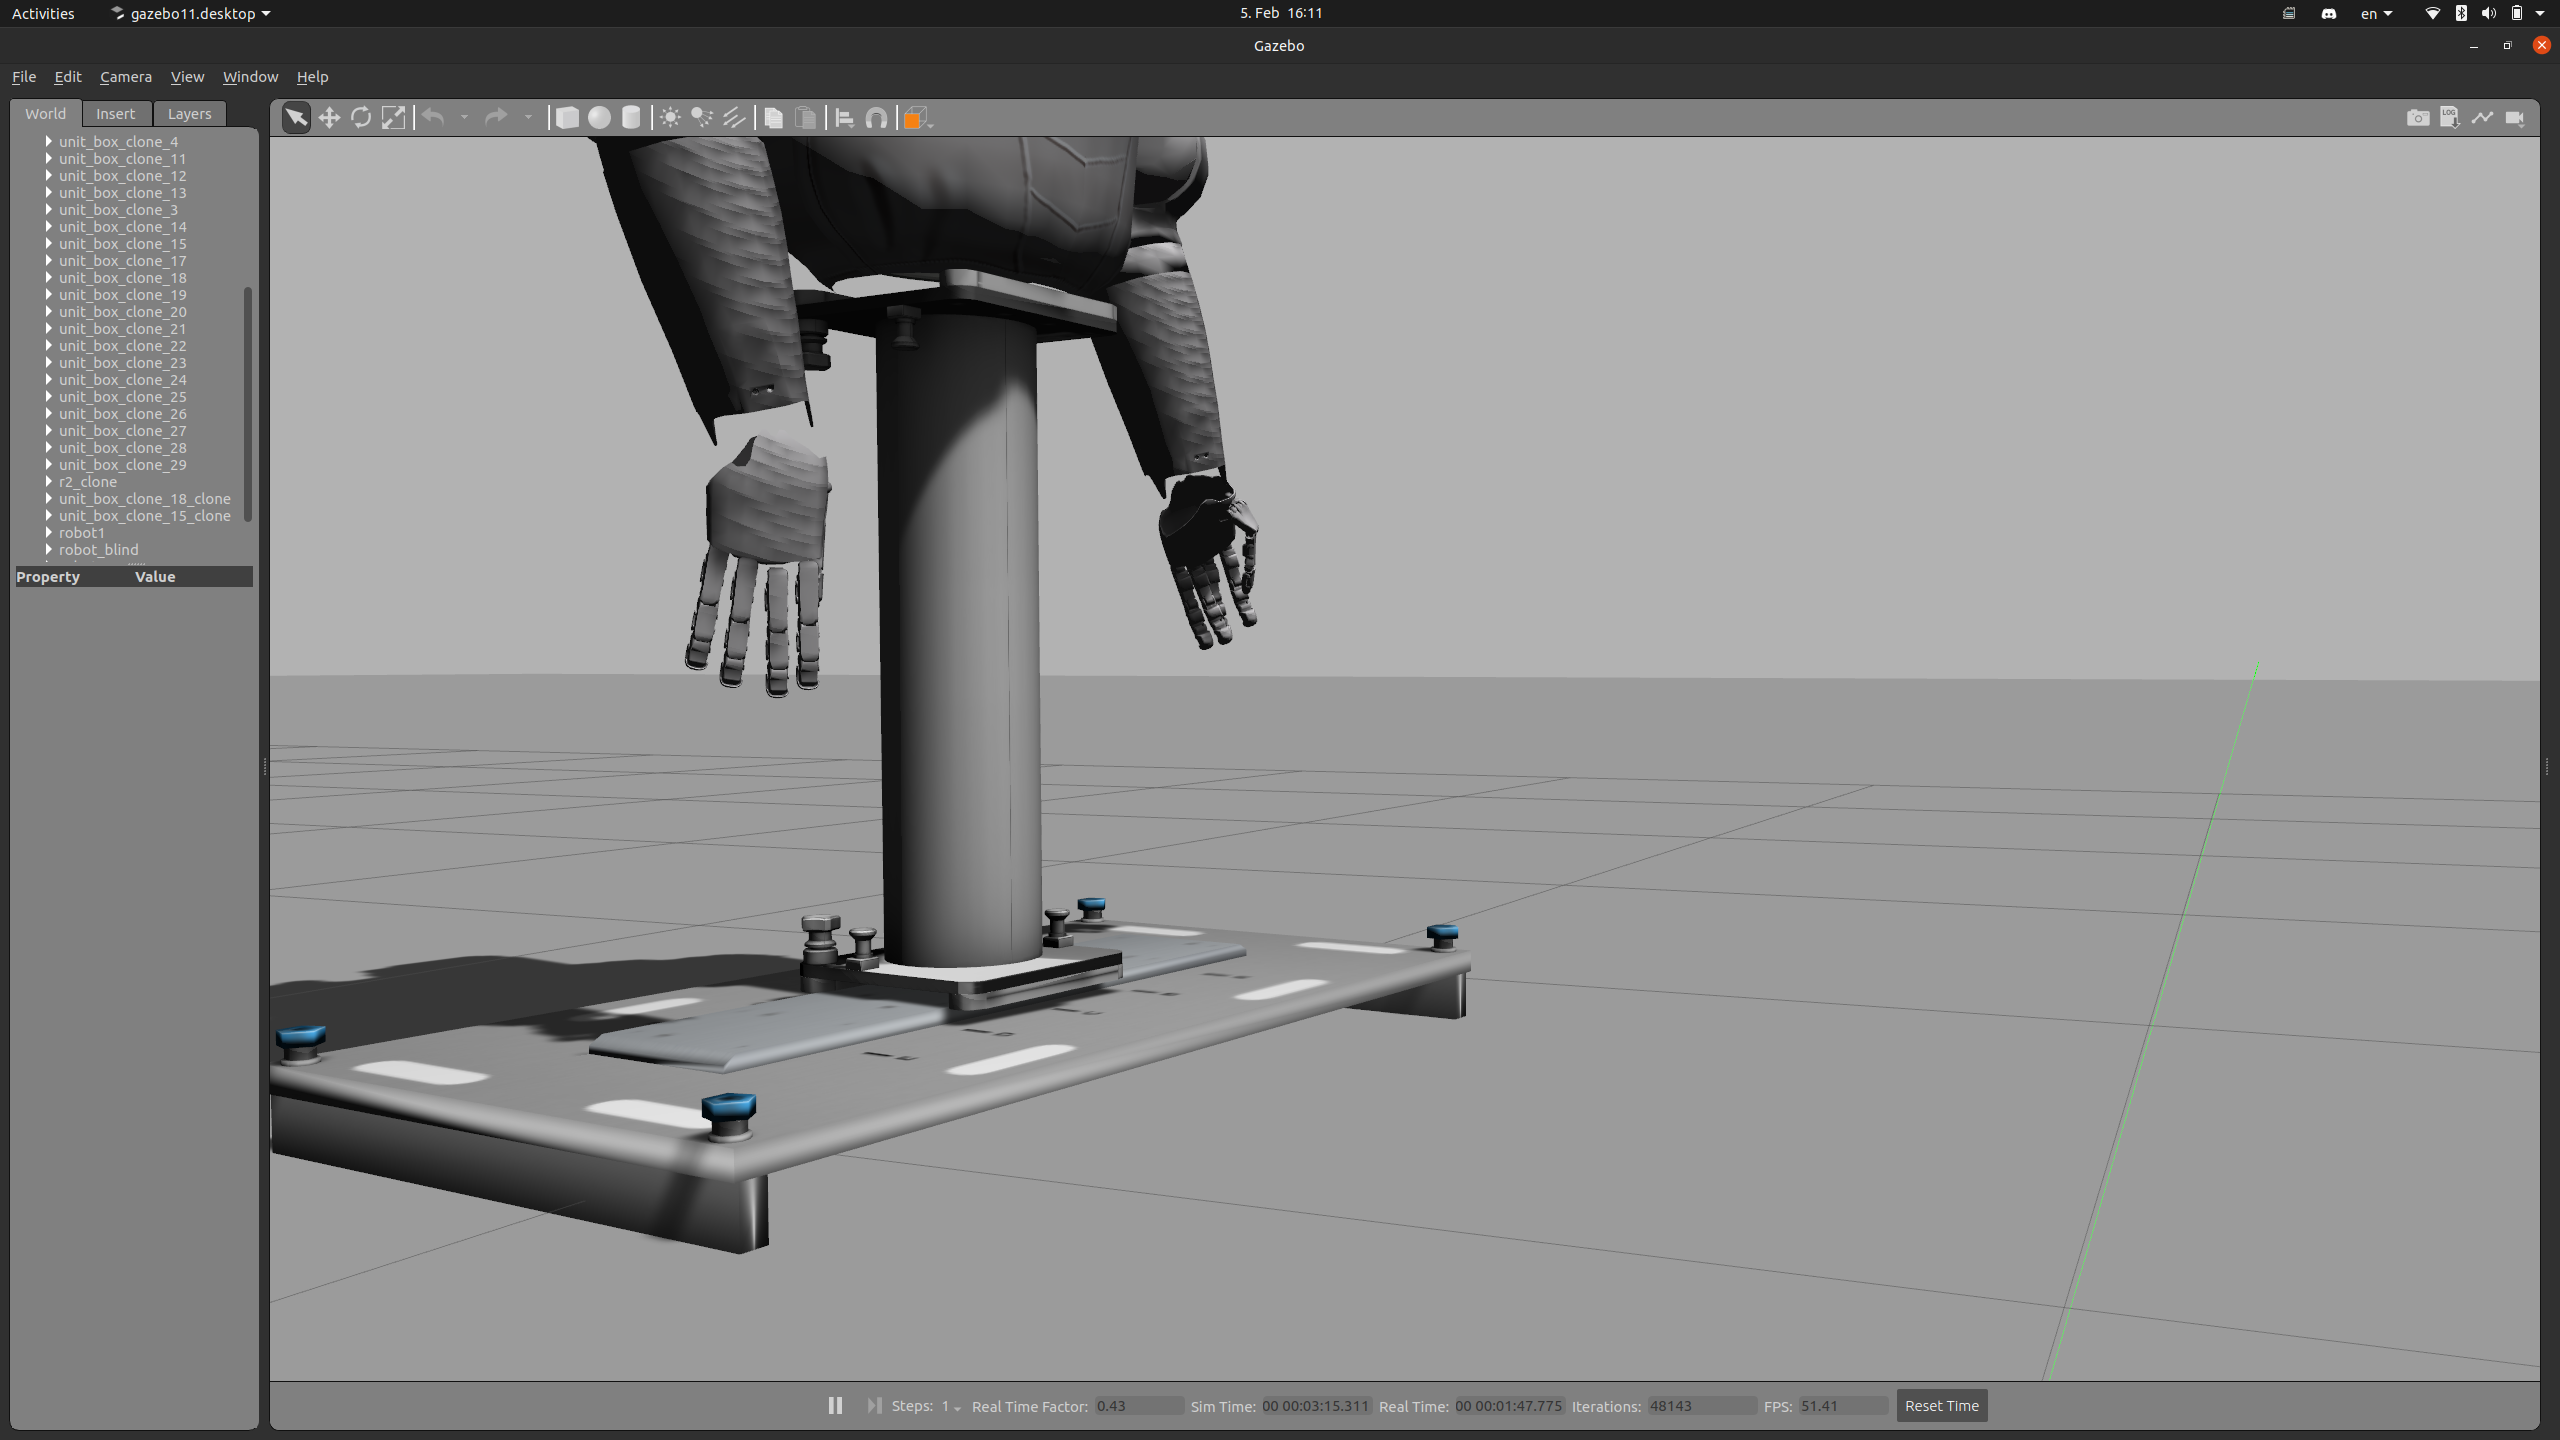 Activities gazebo11.desktop 5. Feb 16:11 en
Gazebo
File Edit Camera View Window Help
World Insert Layers
unit_box_clone_4
unit_box_clone_11
unit_box_clone_12
unit_box_clone_13
unit_box_clone_3
unit_box_clone_14
unit_box_clone_15
unit_box_clone_17
unit_box_clone_18
unit_box_clone_19
unit_box_clone_20
unit_box_clone_21
unit_box_clone_22
unit_box_clone_23
unit_box_clone_24
unit_box_clone_25
unit_box_clone_26
unit_box_clone_27
unit_box_clone_28
unit_box_clone_29
r2_clone
unit_box_clone_18_clone
unit_box_clone_15_clone
robot1
robot_blind
Property Value
LOG
Steps: 1 Real Time Factor: 0.43 Sim Time: 00 00:03:15.311 Real Time: 00 00:01:47.775 Iterations: 48143 FPS: 51.41 Reset Time